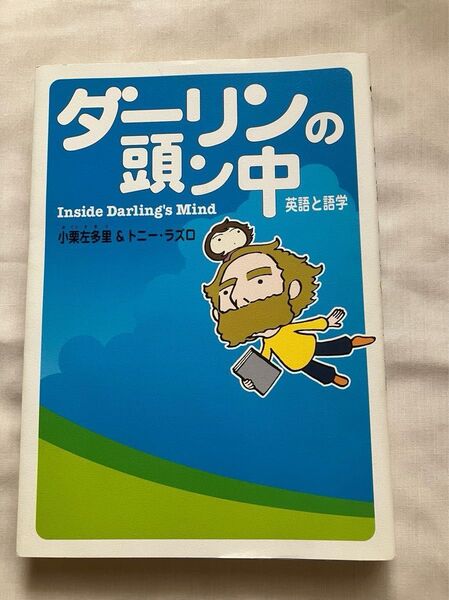 ダーリンの
頭ン中
英語と語学
Inside Darling's Mind
小栗左多里 & トニー・ラズロ